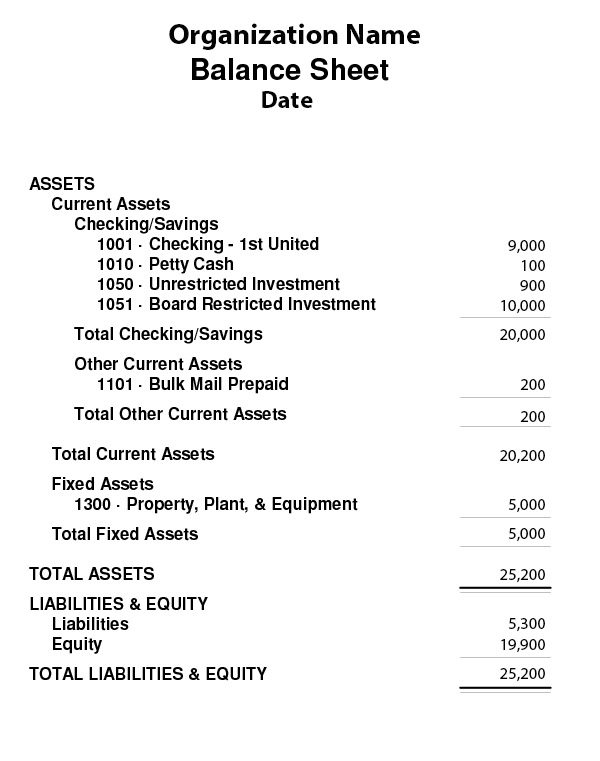 Organization Name
Balance Sheet
Date
ASSETS
Current Assets
Checking/Savings
1001 · Checking - 1st United 9,000
1010 · Petty Cash 100
1050 · Unrestricted Investment 900
1051 · Board Restricted Investment 10,000
Total Checking/Savings 20,000
Other Current Assets
1101 · Bulk Mail Prepaid 200
Total Other Current Assets 200
Total Current Assets 20,200
Fixed Assets
1300 · Property, Plant, & Equipment 5,000
Total Fixed Assets 5,000
TOTAL ASSETS 25,200
LIABILITIES & EQUITY
Liabilities 5,300
Equity 19,900
TOTAL LIABILITIES & EQUITY 25,200